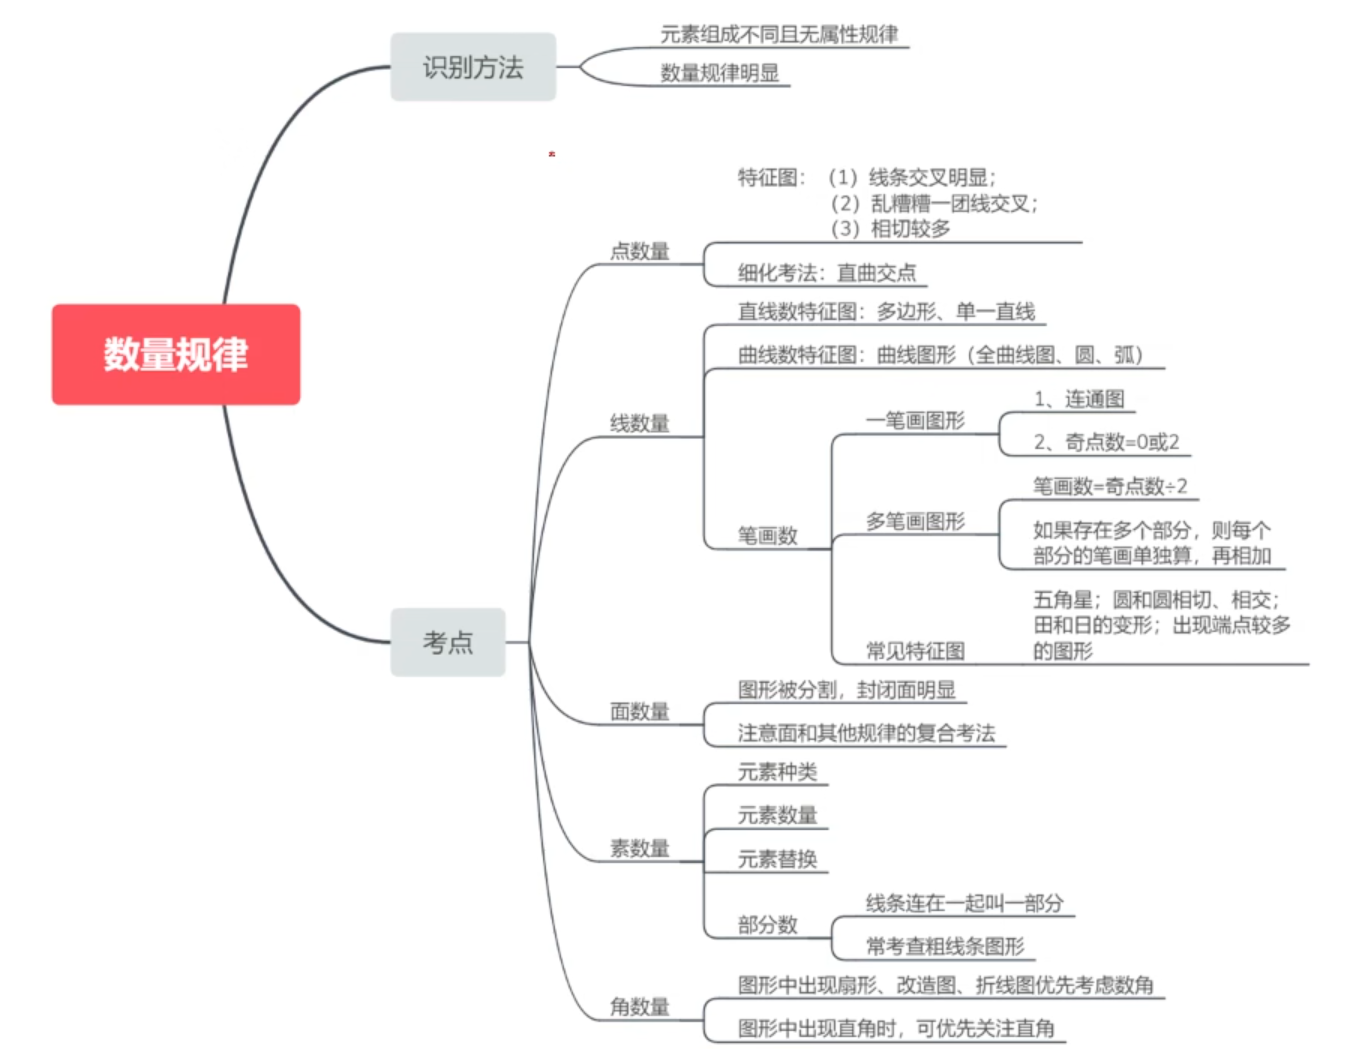 数量规律
识别方法
元素组成不同且无属性规律
数量规律明显
考点
点数量
特征图：（1）线条交叉明显；
（2）乱糟糟一团线交叉；
（3）相切较多
细化考法：直曲交点
线数量
直线数特征图：多边形、单一直线
曲线数特征图：曲线图形（全曲线图、圆、弧）
笔画数
一笔画图形
1、连通图
2、奇点数=0或2
多笔画图形
笔画数=奇点数÷2
如果存在多个部分，则每个
部分的笔画单独算，再相加
常见特征图
五角星；圆和圆相切、相交；
田和日的变形；出现端点较多
的图形
面数量
图形被分割，封闭面明显
注意面和其他规律的复合考法
素数量
元素种类
元素数量
元素替换
部分数
线条连在一起叫一部分
常考查粗线条图形
角数量
图形中出现扇形、改造图、折线图优先考虑数角
图形中出现直角时，可优先关注直角